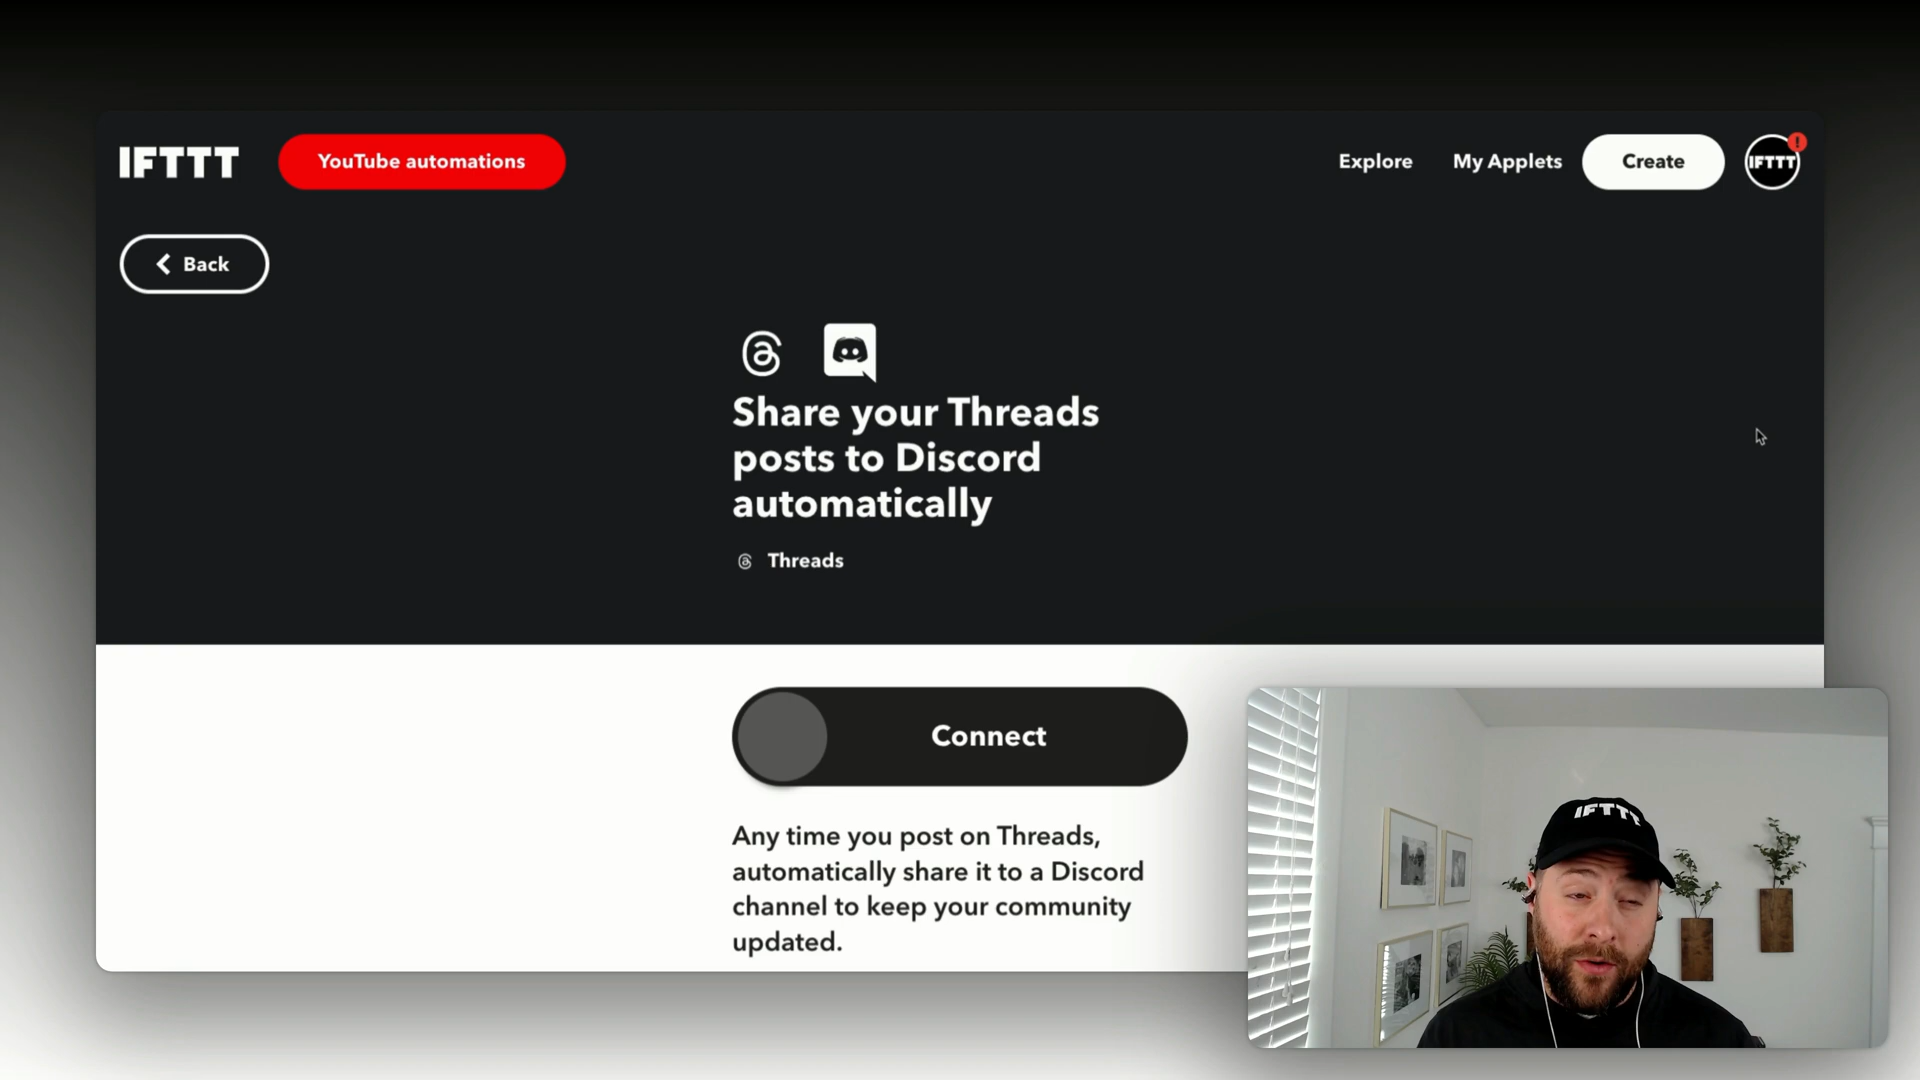 IFTTT
YouTube automations
Explore
My Applets
Create
IFTTT
!
Back
Share your Threads
posts to Discord
automatically
Threads
Connect
Any time you post on Threads,
automatically share it to a Discord
channel to keep your community
updated.
IFTTT